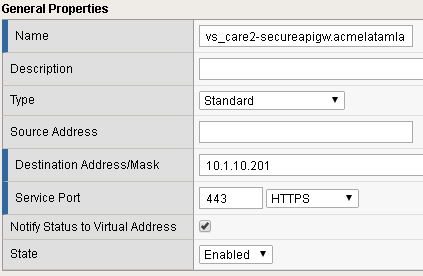 General Properties
Name vs_care2-secureapigw.acmelatamla
Description
Type Standard
Source Address
Destination Address/Mask 10.1.10.201
Service Port 443 HTTPS
Notify Status to Virtual Address
State Enabled